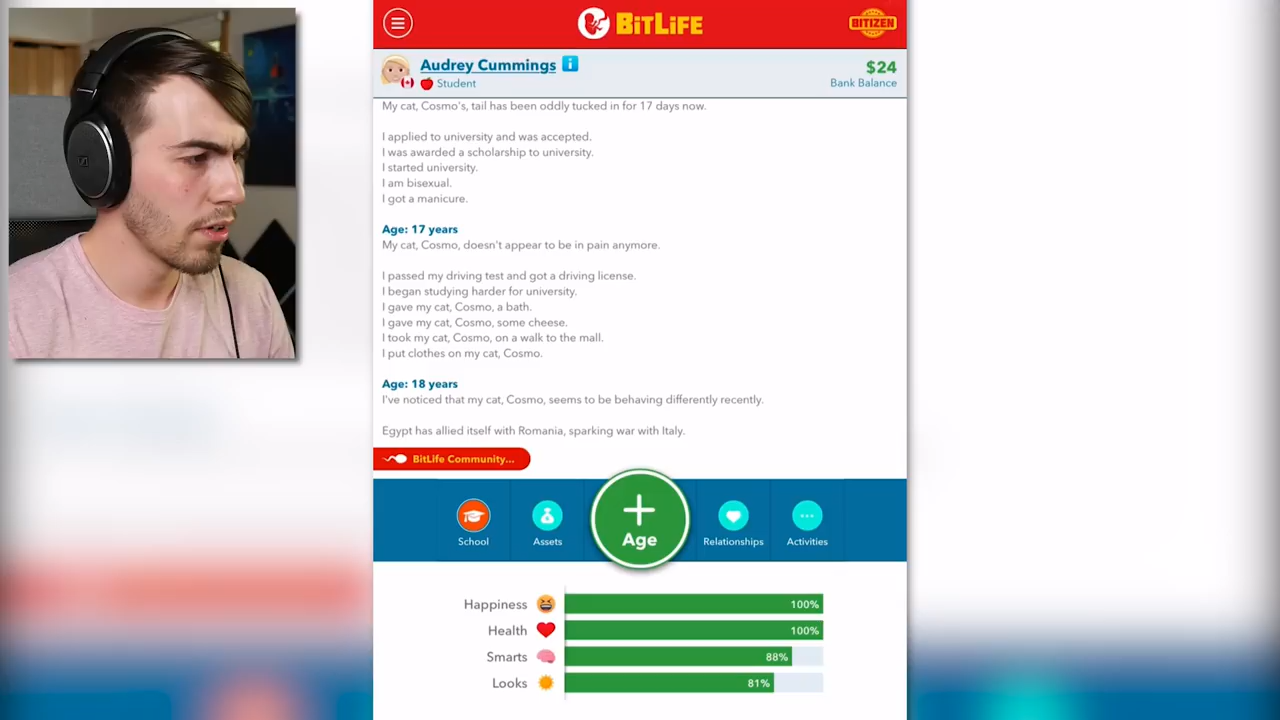 BITLIFE
BITIZEN
Audrey Cummings i
$24
Student
Bank Balance
My cat, Cosmo's, tail has been oddly tucked in for 17 days now.
I applied to university and was accepted.
I was awarded a scholarship to university.
I started university.
I am bisexual.
I got a manicure.
Age: 17 years
My cat, Cosmo, doesn't appear to be in pain anymore.
I passed my driving test and got a driving license.
I began studying harder for university.
I gave my cat, Cosmo, a bath.
I gave my cat, Cosmo, some cheese.
I took my cat, Cosmo, on a walk to the mall.
I put clothes on my cat, Cosmo.
Age: 18 years
I've noticed that my cat, Cosmo, seems to be behaving differently recently.
Egypt has allied itself with Romania, sparking war with Italy.
BitLife Community...
School
Assets
Age
Relationships
Activities
Happiness 100%
Health 100%
Smarts 88%
Looks 81%